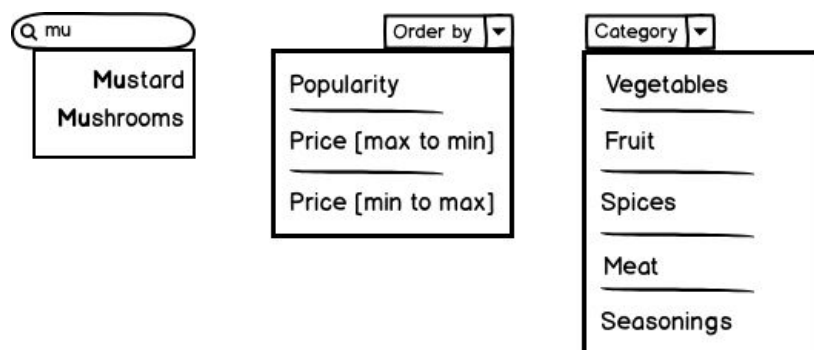 mu
Mustard
Mushrooms
Order by
Popularity
Price [max to min]
Price [min to max]
Category
Vegetables
Fruit
Spices
Meat
Seasonings